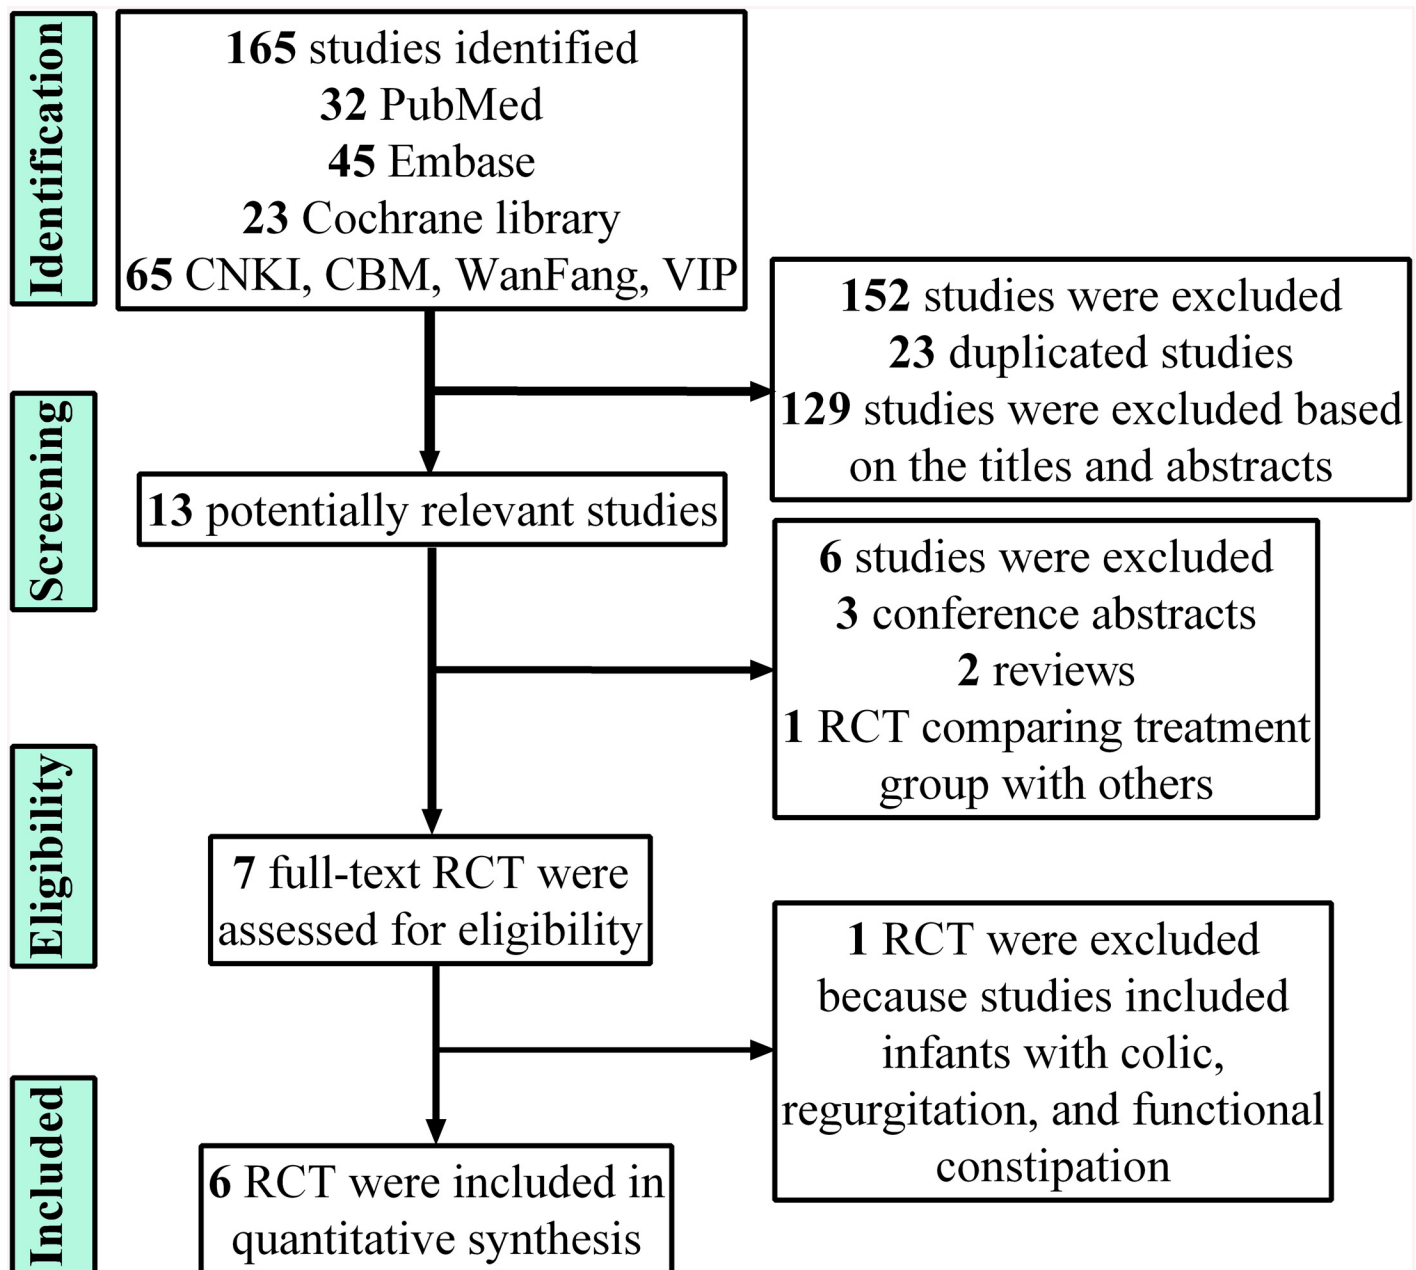 Identification
165 studies identified
32 PubMed
45 Embase
23 Cochrane library
65 CNKI, CBM, WanFang, VIP
152 studies were excluded
23 duplicated studies
129 studies were excluded based
on the titles and abstracts
Screening
13 potentially relevant studies
6 studies were excluded
3 conference abstracts
2 reviews
1 RCT comparing treatment
group with others
Eligibility
7 full-text RCT were
assessed for eligibility
1 RCT were excluded
because studies included
infants with colic,
regurgitation, and functional
constipation
Included
6 RCT were included in
quantitative synthesis